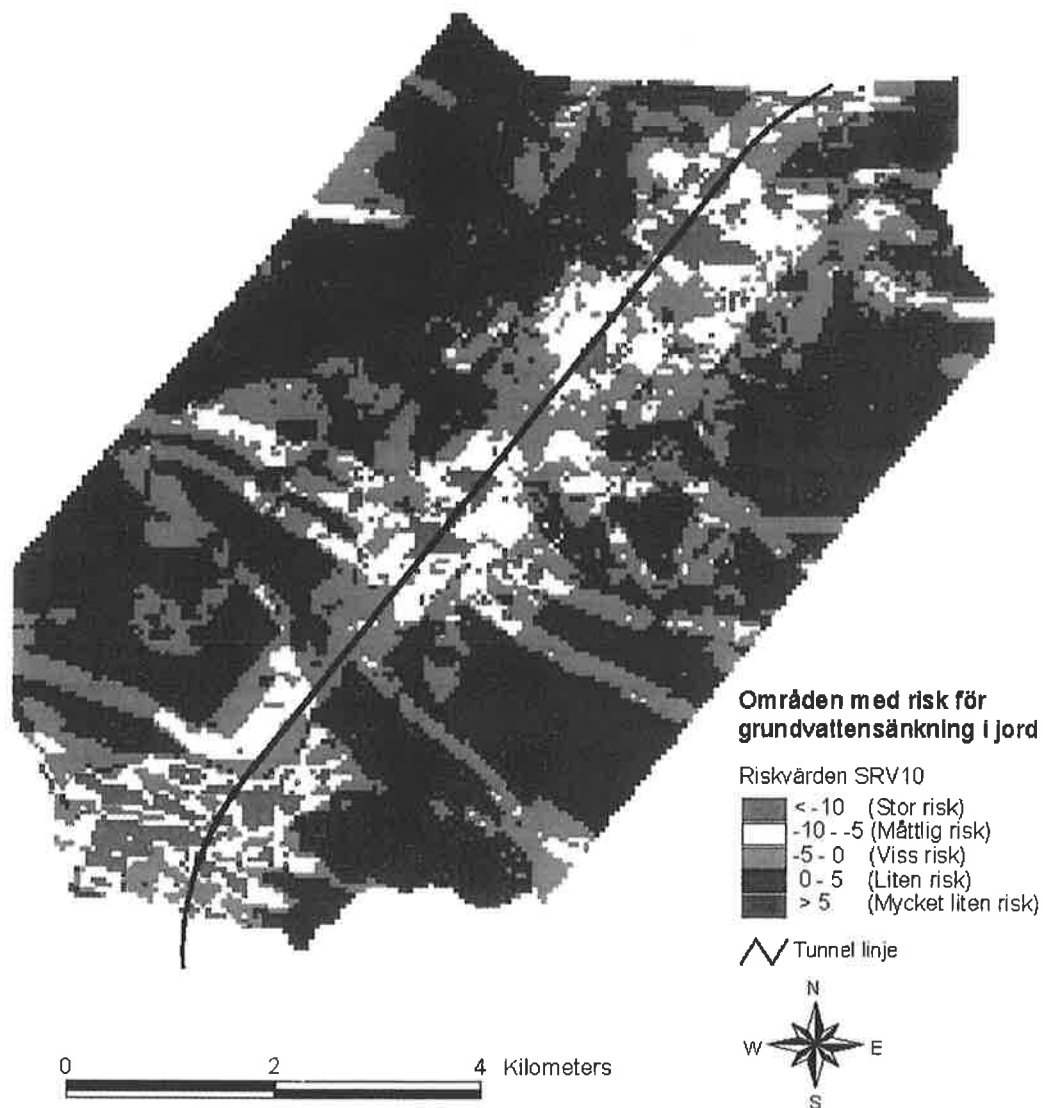 Områden med risk för
grundvattensänkning i jord
Riskvärden SRV10
< -10 (Stor risk)
-10 - -5 (Måttlig risk)
-5 - 0 (Viss risk)
0 - 5 (Liten risk)
> 5 (Mycket liten risk)
Tunnel linje
N
W E
S
0 2 4 Kilometers